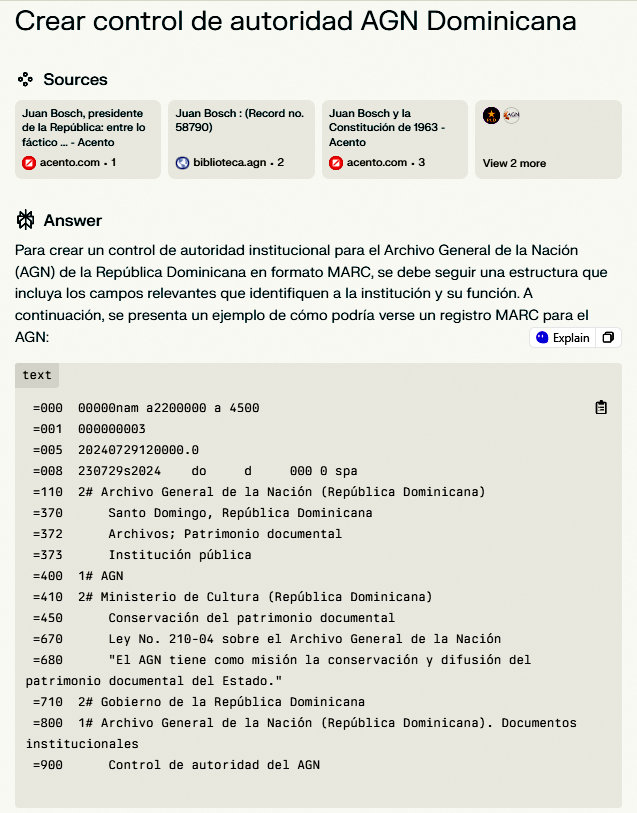 Crear control de autoridad AGN Dominicana
Sources
Juan Bosch, presidente
de la República: entre lo
fáctico ... - Acento
acento.com · 1
Juan Bosch : (Record no.
58790)
biblioteca.agn · 2
Juan Bosch y la
Constitución de 1963 -
Acento
acento.com · 3
PLD AGN
View 2 more
Answer
Para crear un control de autoridad institucional para el Archivo General de la Nación
(AGN) de la República Dominicana en formato MARC, se debe seguir una estructura que
incluya los campos relevantes que identifiquen a la institución y su función. A
continuación, se presenta un ejemplo de cómo podría verse un registro MARC para el
AGN:
Explain
text
=000  00000nam a2200000 a 4500
=001  000000003
=005  20240729120000.0
=008  230729s2024    do     d     000 0 spa
=110  2# Archivo General de la Nación (República Dominicana)
=370      Santo Domingo, República Dominicana
=372      Archivos; Patrimonio documental
=373      Institución pública
=400  1# AGN
=410  2# Ministerio de Cultura (República Dominicana)
=450      Conservación del patrimonio documental
=670      Ley No. 210-04 sobre el Archivo General de la Nación
=680      "El AGN tiene como misión la conservación y difusión del
patrimonio documental del Estado."
=710  2# Gobierno de la República Dominicana
=800  1# Archivo General de la Nación (República Dominicana). Documentos
institucionales
=900      Control de autoridad del AGN